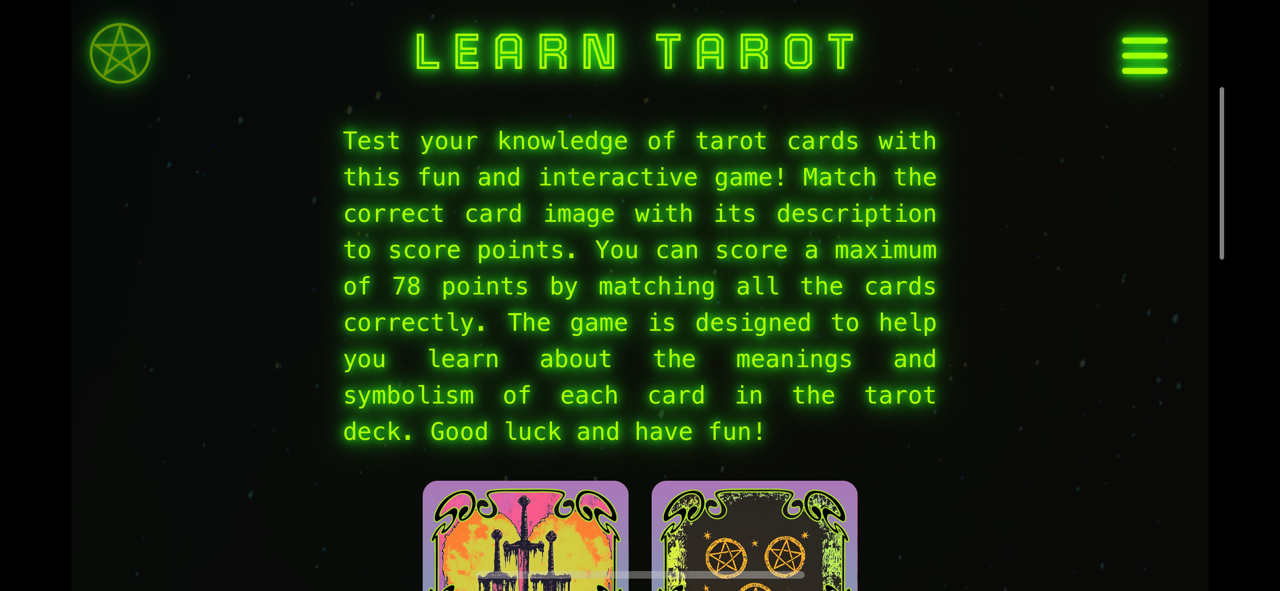 LEARN TAROT
Test your knowledge of tarot cards with
this fun and interactive game! Match the
correct card image with its description
to score points. You can score a maximum
of 78 points by matching all the cards
correctly. The game is designed to help
you learn about the meanings and
symbolism of each card in the tarot
deck. Good luck and have fun!